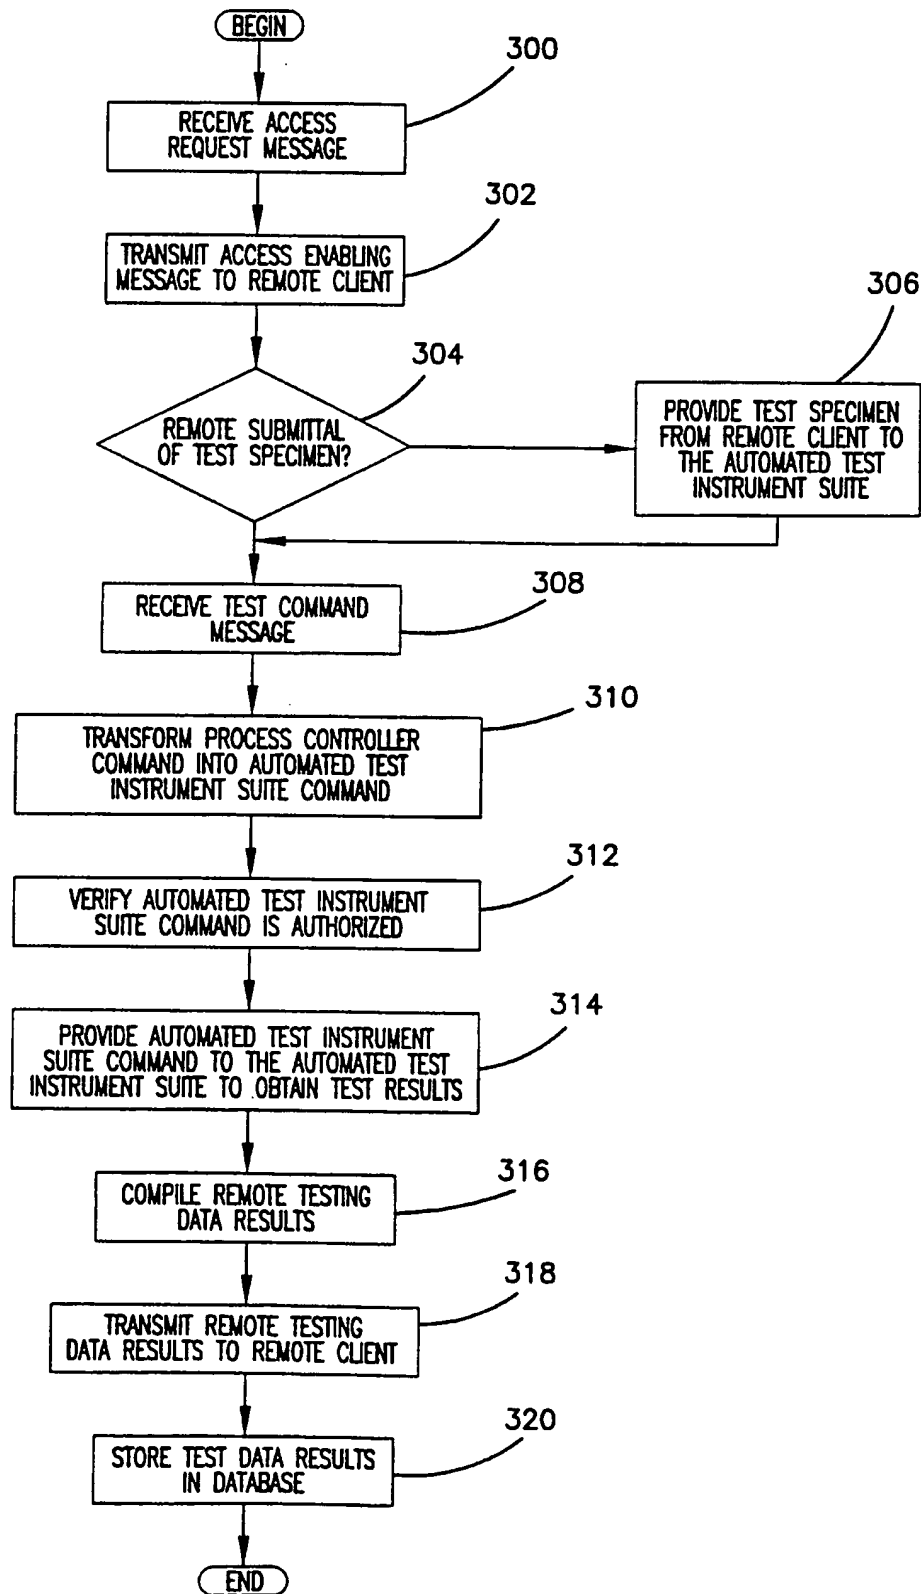 BEGIN
300
RECEIVE ACCESS
REQUEST MESSAGE
302
TRANSMIT ACCESS ENABLING
MESSAGE TO REMOTE CLIENT
304
REMOTE SUBMITTAL
OF TEST SPECIMEN?
306
PROVIDE TEST SPECIMEN
FROM REMOTE CLIENT TO
THE AUTOMATED TEST
INSTRUMENT SUITE
308
RECEIVE TEST COMMAND
MESSAGE
310
TRANSFORM PROCESS CONTROLLER
COMMAND INTO AUTOMATED TEST
INSTRUMENT SUITE COMMAND
312
VERIFY AUTOMATED TEST INSTRUMENT
SUITE COMMAND IS AUTHORIZED
314
PROVIDE AUTOMATED TEST INSTRUMENT
SUITE COMMAND TO THE AUTOMATED TEST
INSTRUMENT SUITE TO OBTAIN TEST RESULTS
316
COMPILE REMOTE TESTING
DATA RESULTS
318
TRANSMIT REMOTE TESTING
DATA RESULTS TO REMOTE CLIENT
320
STORE TEST DATA RESULTS
IN DATABASE
END